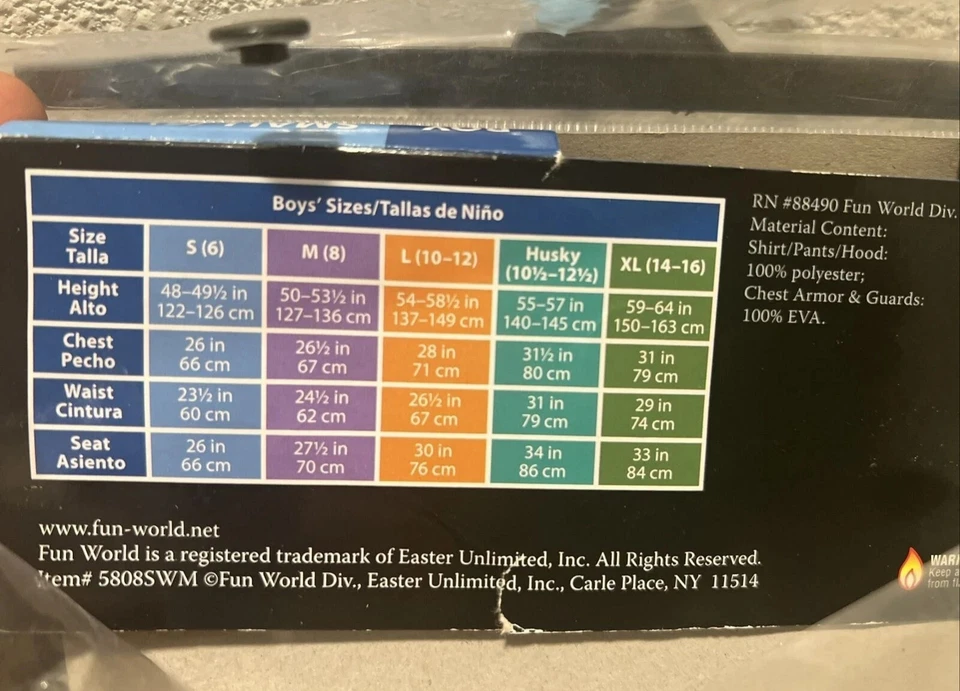 Boys' Sizes/Tallas de Niño
Size
Talla
S (6)
M (8)
L (10–12)
Husky
(10½–12½)
XL (14–16)
Height
Alto
48–49½ in
122–126 cm
50–53½ in
127–136 cm
54–58½ in
137–149 cm
55–57 in
140–145 cm
59–64 in
150–163 cm
Chest
Pecho
26 in
66 cm
26½ in
67 cm
28 in
71 cm
31½ in
80 cm
31 in
79 cm
Waist
Cintura
23½ in
60 cm
24½ in
62 cm
26½ in
67 cm
31 in
79 cm
29 in
74 cm
Seat
Asiento
26 in
66 cm
27½ in
70 cm
30 in
76 cm
34 in
86 cm
33 in
84 cm
RN #88490 Fun World Div.
Material Content:
Shirt/Pants/Hood:
100% polyester;
Chest Armor & Guards:
100% EVA.
www.fun-world.net
Fun World is a registered trademark of Easter Unlimited, Inc. All Rights Reserved.
Item# 5808SWM ©Fun World Div., Easter Unlimited, Inc., Carle Place, NY 11514
Keep
from